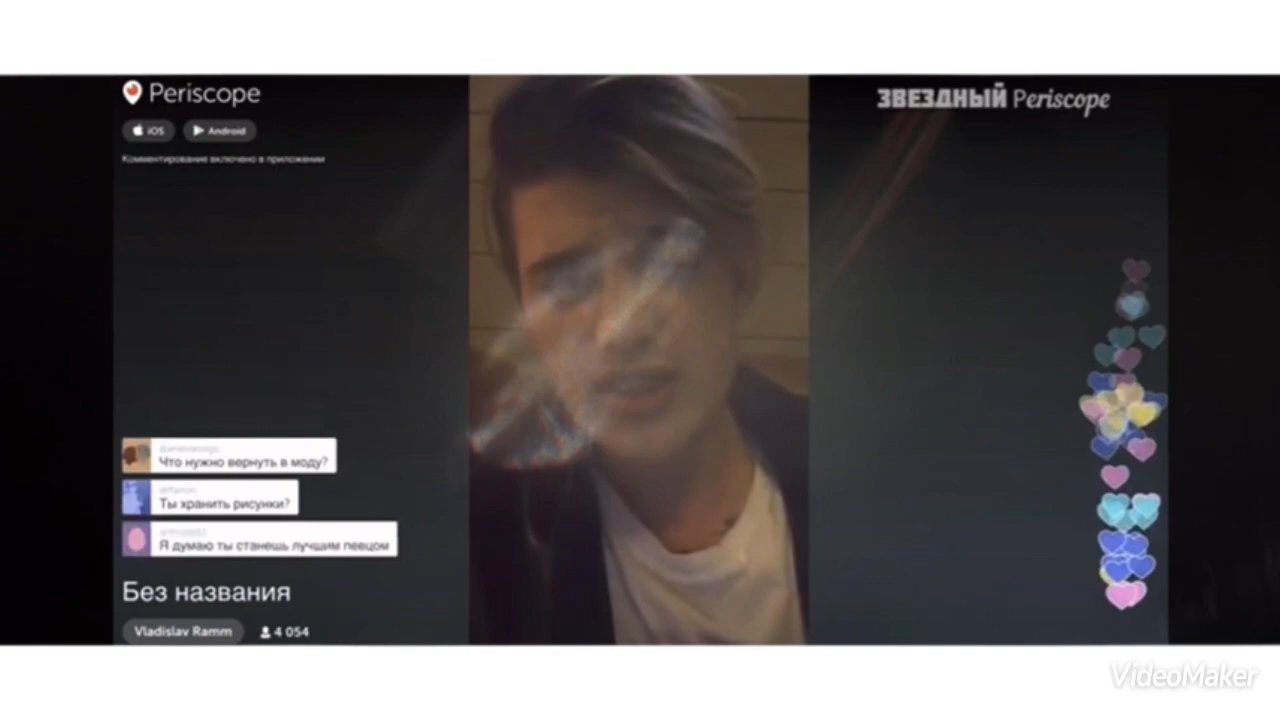 Periscope
ЗВЕЗДНЫЙ Periscope
iOS
Android
Комментирование включено в приложении
Что нужно вернуть в моду?
Ты хранить рисунки?
Я думаю ты станешь лучшим певцом
Без названия
Vladislav Ramm
4 054
VideoMaker